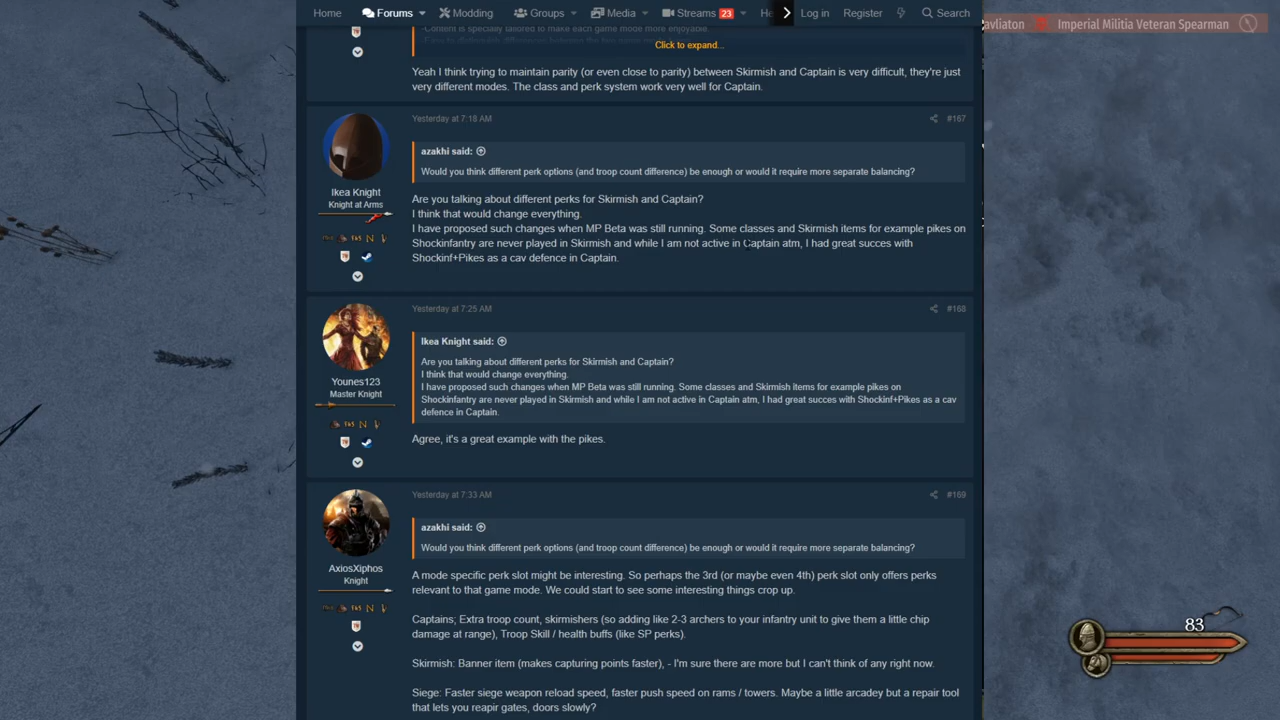 Home Forums Modding Groups Media Streams 23 He Log in Register Search
avliaton Imperial Militia Veteran Spearman
-Content is specially tailored to make each game mode more enjoyable.
Click to expand...
Yeah I think trying to maintain parity (or even close to parity) between Skirmish and Captain is very difficult, they're just
very different modes. The class and perk system work very well for Captain.
Yesterday at 7:18 AM #167
Ikea Knight
Knight at Arms
azakhi said:
Would you think different perk options (and troop count difference) be enough or would it require more separate balancing?
Are you talking about different perks for Skirmish and Captain?
I think that would change everything.
I have proposed such changes when MP Beta was still running. Some classes and Skirmish items for example pikes on
Shockinfantry are never played in Skirmish and while I am not active in Captain atm, I had great succes with
Shockinf+Pikes as a cav defence in Captain.
Yesterday at 7:25 AM #168
Younes123
Master Knight
Ikea Knight said:
Are you talking about different perks for Skirmish and Captain?
I think that would change everything.
I have proposed such changes when MP Beta was still running. Some classes and Skirmish items for example pikes on
Shockinfantry are never played in Skirmish and while I am not active in Captain atm, I had great succes with Shockinf+Pikes as a cav
defence in Captain.
Agree, it's a great example with the pikes.
Yesterday at 7:33 AM #169
AxiosXiphos
Knight
azakhi said:
Would you think different perk options (and troop count difference) be enough or would it require more separate balancing?
A mode specific perk slot might be interesting. So perhaps the 3rd (or maybe even 4th) perk slot only offers perks
relevant to that game mode. We could start to see some interesting things crop up.
Captains; Extra troop count, skirmishers (so adding like 2-3 archers to your infantry unit to give them a little chip
damage at range), Troop Skill / health buffs (like SP perks).
Skirmish: Banner item (makes capturing points faster), - I'm sure there are more but I can't think of any right now.
Siege: Faster siege weapon reload speed, faster push speed on rams / towers. Maybe a little arcadey but a repair tool
that lets you reapir gates, doors slowly?
83